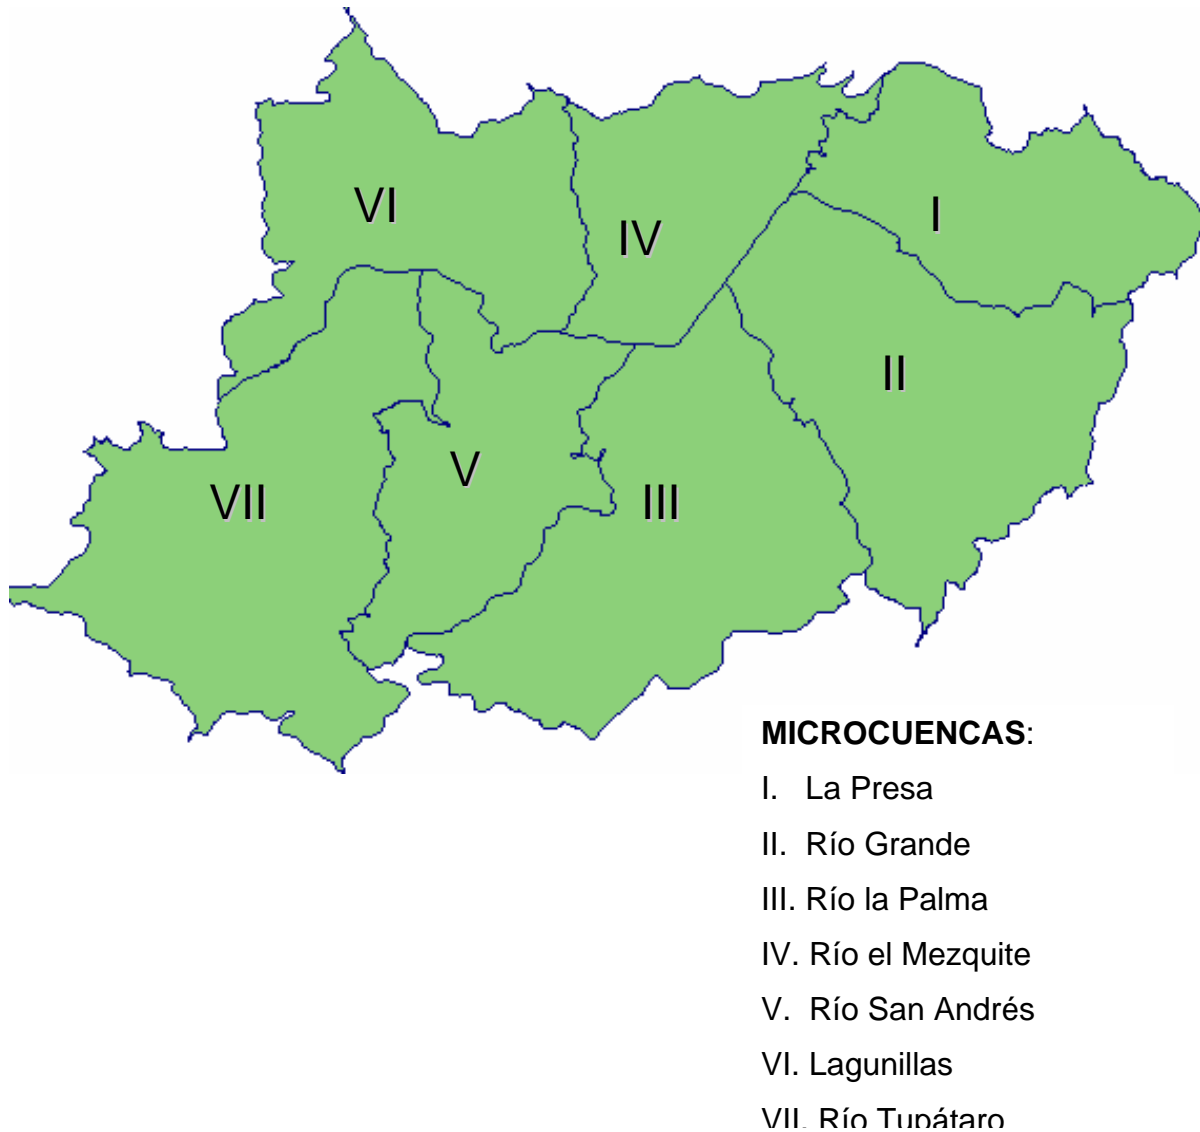 VI
IV
I
II
V
VII
III
MICROCUENCAS:
I. La Presa
II. Río Grande
III. Río la Palma
IV. Río el Mezquite
V. Río San Andrés
VI. Lagunillas
VII. Río Tupátaro